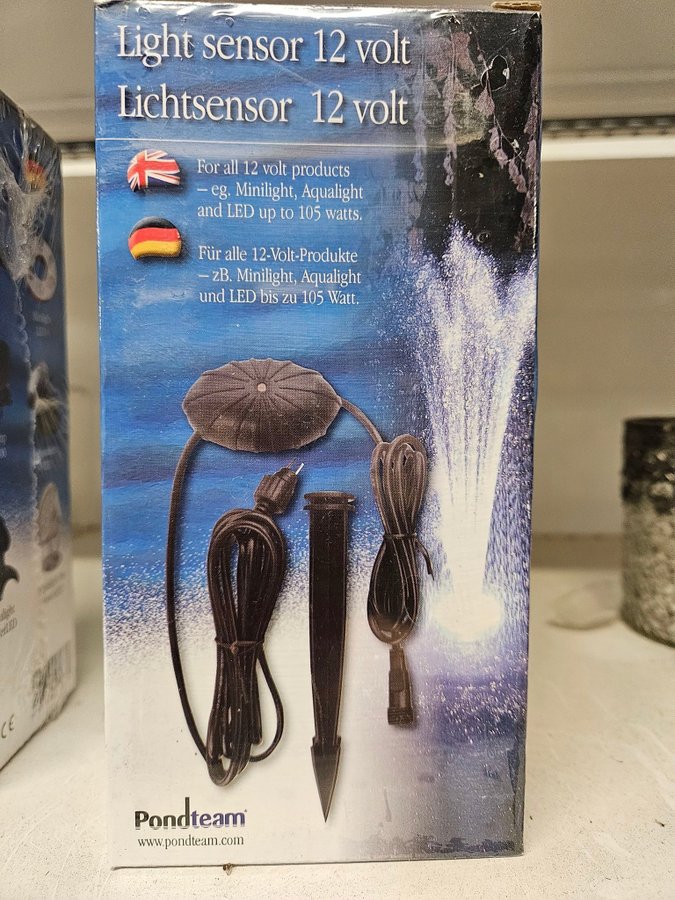 Light sensor 12 volt
Lichtsensor 12 volt
For all 12 volt products
– eg. Minilight, Aqualight
and LED up to 105 watts.
Für alle 12-Volt-Produkte
– zB. Minilight, Aqualight
und LED bis zu 105 Watt.
Pondteam
www.pondteam.com
CE